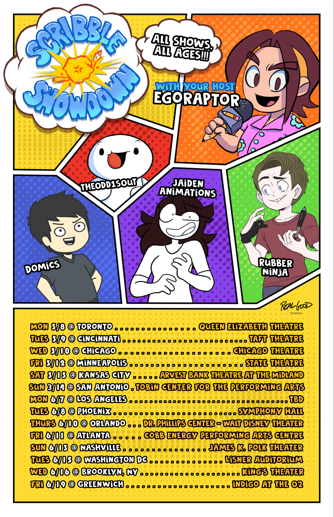 SCRIBBLE
SHOWDOWN
ALL SHOWS,
ALL AGES!!!
WITH YOUR HOST
EGORAPTOR
THEODD1SOUT
JAIDEN
ANIMATIONS
DOMICS
RUBBER
NINJA
REAL GOOD
MON 3/8 @ TORONTO QUEEN ELIZABETH THEATRE
TUES 3/9 @ CINCINNATI TAFT THEATRE
WED 3/10 @ CHICAGO CHICAGO THEATRE
FRI 3/12 @ MINNEAPOLIS STATE THEATRE
SAT 3/13 @ KANSAS CITY ARVEST BANK THEATRE AT THE MIDLAND
SUN 3/14 @ SAN ANTONIO TOBIN CENTER FOR THE PERFORMING ARTS
MON 6/7 @ LOS ANGELES TBD
TUES 6/8 @ PHOENIX SYMPHONY HALL
THURS 6/10 @ ORLANDO DR. PHILLIPS CENTER - WALT DISNEY THEATER
FRI 6/11 @ ATLANTA COBB ENERGY PERFORMING ARTS CENTRE
SUN 6/13 @ NASHVILLE JAMES K. POLK THEATER
TUES 6/15 @ WASHINGTON DC LISNER AUDITORIUM
WED 6/16 @ BROOKLYN, NY KING'S THEATER
FRI 6/19 @ GREENWICH INDIGO AT THE O2